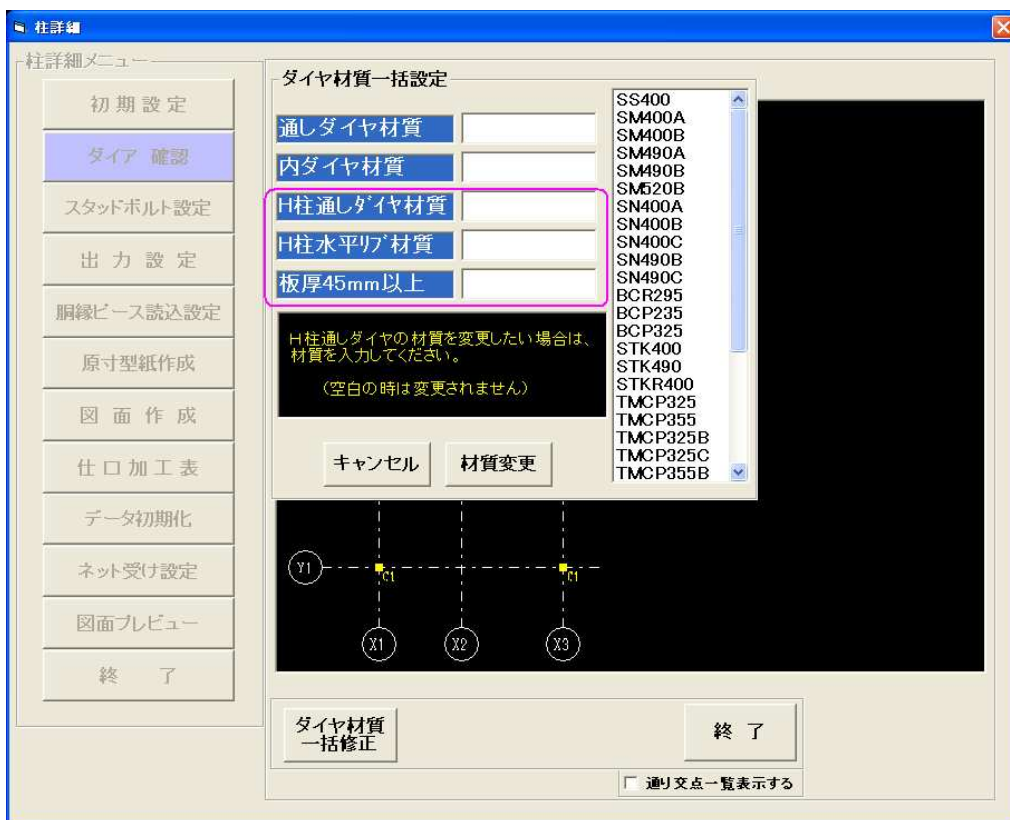 柱詳細
柱詳細メニュー
初 期 設 定
ダイア 確認
スタッドボルト設定
出 力 設 定
胴縁ピース読込設定
原寸型紙作成
図 面 作 成
仕 口 加 工 表
データ初期化
ネット受け設定
図面プレビュー
終 了
ダイヤ材質一括設定
通しダイヤ材質
内ダイヤ材質
H柱通しﾀﾞｲﾔ材質
H柱水平ﾘﾌﾞ材質
板厚45mm以上
H柱通しダイヤの材質を変更したい場合は、
材質を入力してください。
(空白の時は変更されません)
キャンセル
材質変更
SS400
SM400A
SM400B
SM490A
SM490B
SM520B
SN400A
SN400B
SN400C
SN490B
SN490C
BCR295
BCP235
BCP325
STK400
STK490
STKR400
TMCP325
TMCP355
TMCP325B
TMCP325C
TMCP355B
Y1
C1
C1
X1
X2
X3
ダイヤ材質
一括修正
終 了
通り交点一覧表示する